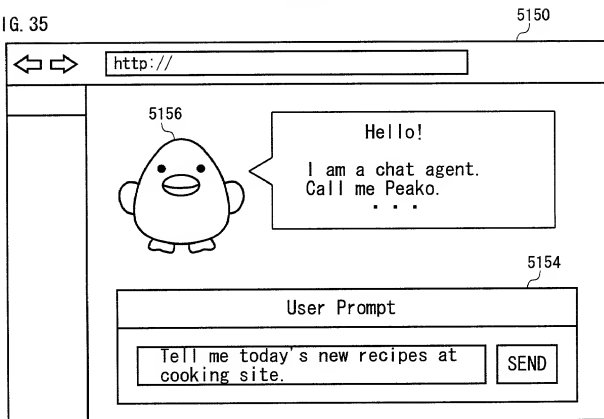 IG. 35
5150
http://
5156
Hello!
I am a chat agent.
Call me Peako.
...
5154
User Prompt
Tell me today's new recipes at
cooking site.
SEND